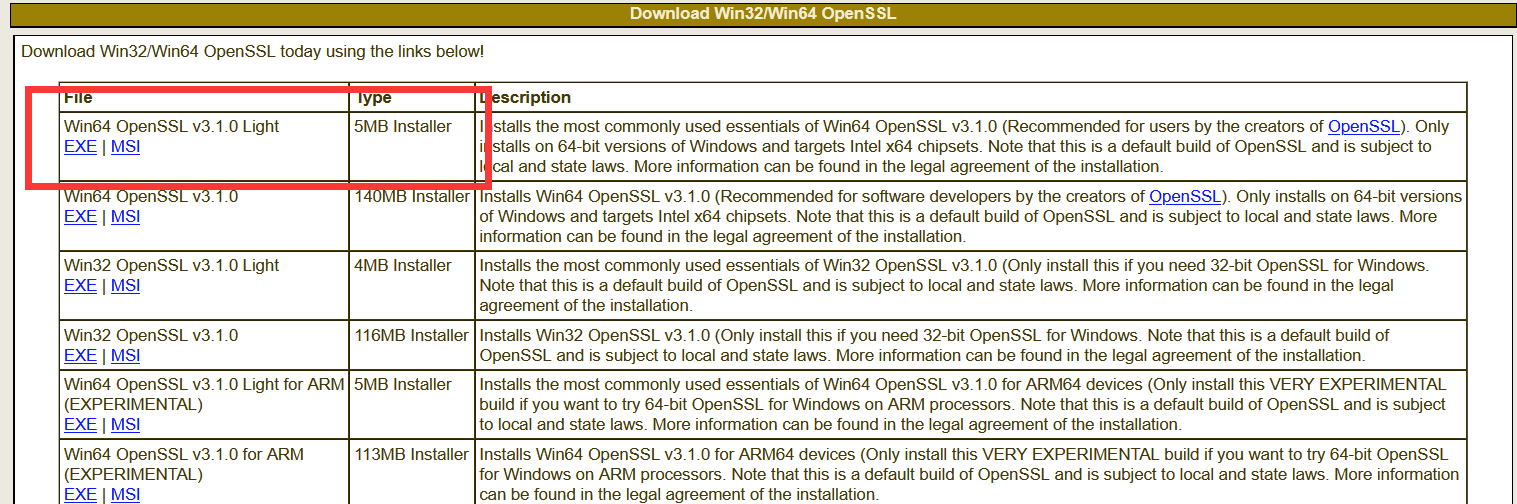 Download Win32/Win64 OpenSSL
Download Win32/Win64 OpenSSL today using the links below!
File Type Description
Win64 OpenSSL v3.1.0 Light 5MB Installer Installs the most commonly used essentials of Win64 OpenSSL v3.1.0 (Recommended for users by the creators of OpenSSL). Only
EXE | MSI installs on 64-bit versions of Windows and targets Intel x64 chipsets. Note that this is a default build of OpenSSL and is subject to
local and state laws. More information can be found in the legal agreement of the installation.
Win64 OpenSSL v3.1.0 140MB Installer Installs Win64 OpenSSL v3.1.0 (Recommended for software developers by the creators of OpenSSL). Only installs on 64-bit versions
EXE | MSI of Windows and targets Intel x64 chipsets. Note that this is a default build of OpenSSL and is subject to local and state laws. More
information can be found in the legal agreement of the installation.
Win32 OpenSSL v3.1.0 Light 4MB Installer Installs the most commonly used essentials of Win32 OpenSSL v3.1.0 (Only install this if you need 32-bit OpenSSL for Windows.
EXE | MSI Note that this is a default build of OpenSSL and is subject to local and state laws. More information can be found in the legal
agreement of the installation.
Win32 OpenSSL v3.1.0 116MB Installer Installs Win32 OpenSSL v3.1.0 (Only install this if you need 32-bit OpenSSL for Windows. Note that this is a default build of
EXE | MSI OpenSSL and is subject to local and state laws. More information can be found in the legal agreement of the installation.
Win64 OpenSSL v3.1.0 Light for ARM 5MB Installer Installs the most commonly used essentials of Win64 OpenSSL v3.1.0 for ARM64 devices (Only install this VERY EXPERIMENTAL
(EXPERIMENTAL) build if you want to try 64-bit OpenSSL for Windows on ARM processors. Note that this is a default build of OpenSSL and is subject
EXE | MSI to local and state laws. More information can be found in the legal agreement of the installation.
Win64 OpenSSL v3.1.0 for ARM 113MB Installer Installs Win64 OpenSSL v3.1.0 for ARM64 devices (Only install this VERY EXPERIMENTAL build if you want to try 64-bit OpenSSL
(EXPERIMENTAL) for Windows on ARM processors. Note that this is a default build of OpenSSL and is subject to local and state laws. More information
EXE | MSI can be found in the legal agreement of the installation.